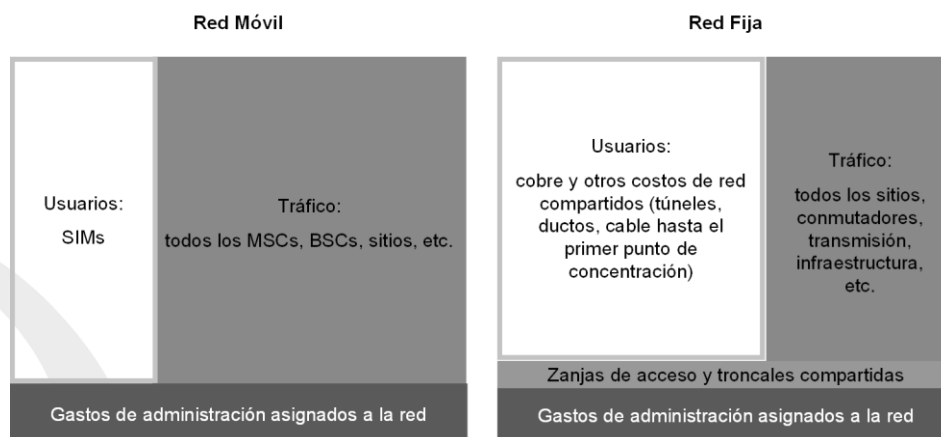 Red Móvil
Usuarios:
SIMs
Tráfico:
todos los MSCs, BSCs, sitios, etc.
Gastos de administración asignados a la red
Red Fija
Usuarios:
cobre y otros costos de red
compartidos (túneles,
ductos, cable hasta el
primer punto de
concentración)
Tráfico:
todos los sitios,
conmutadores,
transmisión,
infraestructura,
etc.
Zanjas de acceso y troncales compartidas
Gastos de administración asignados a la red